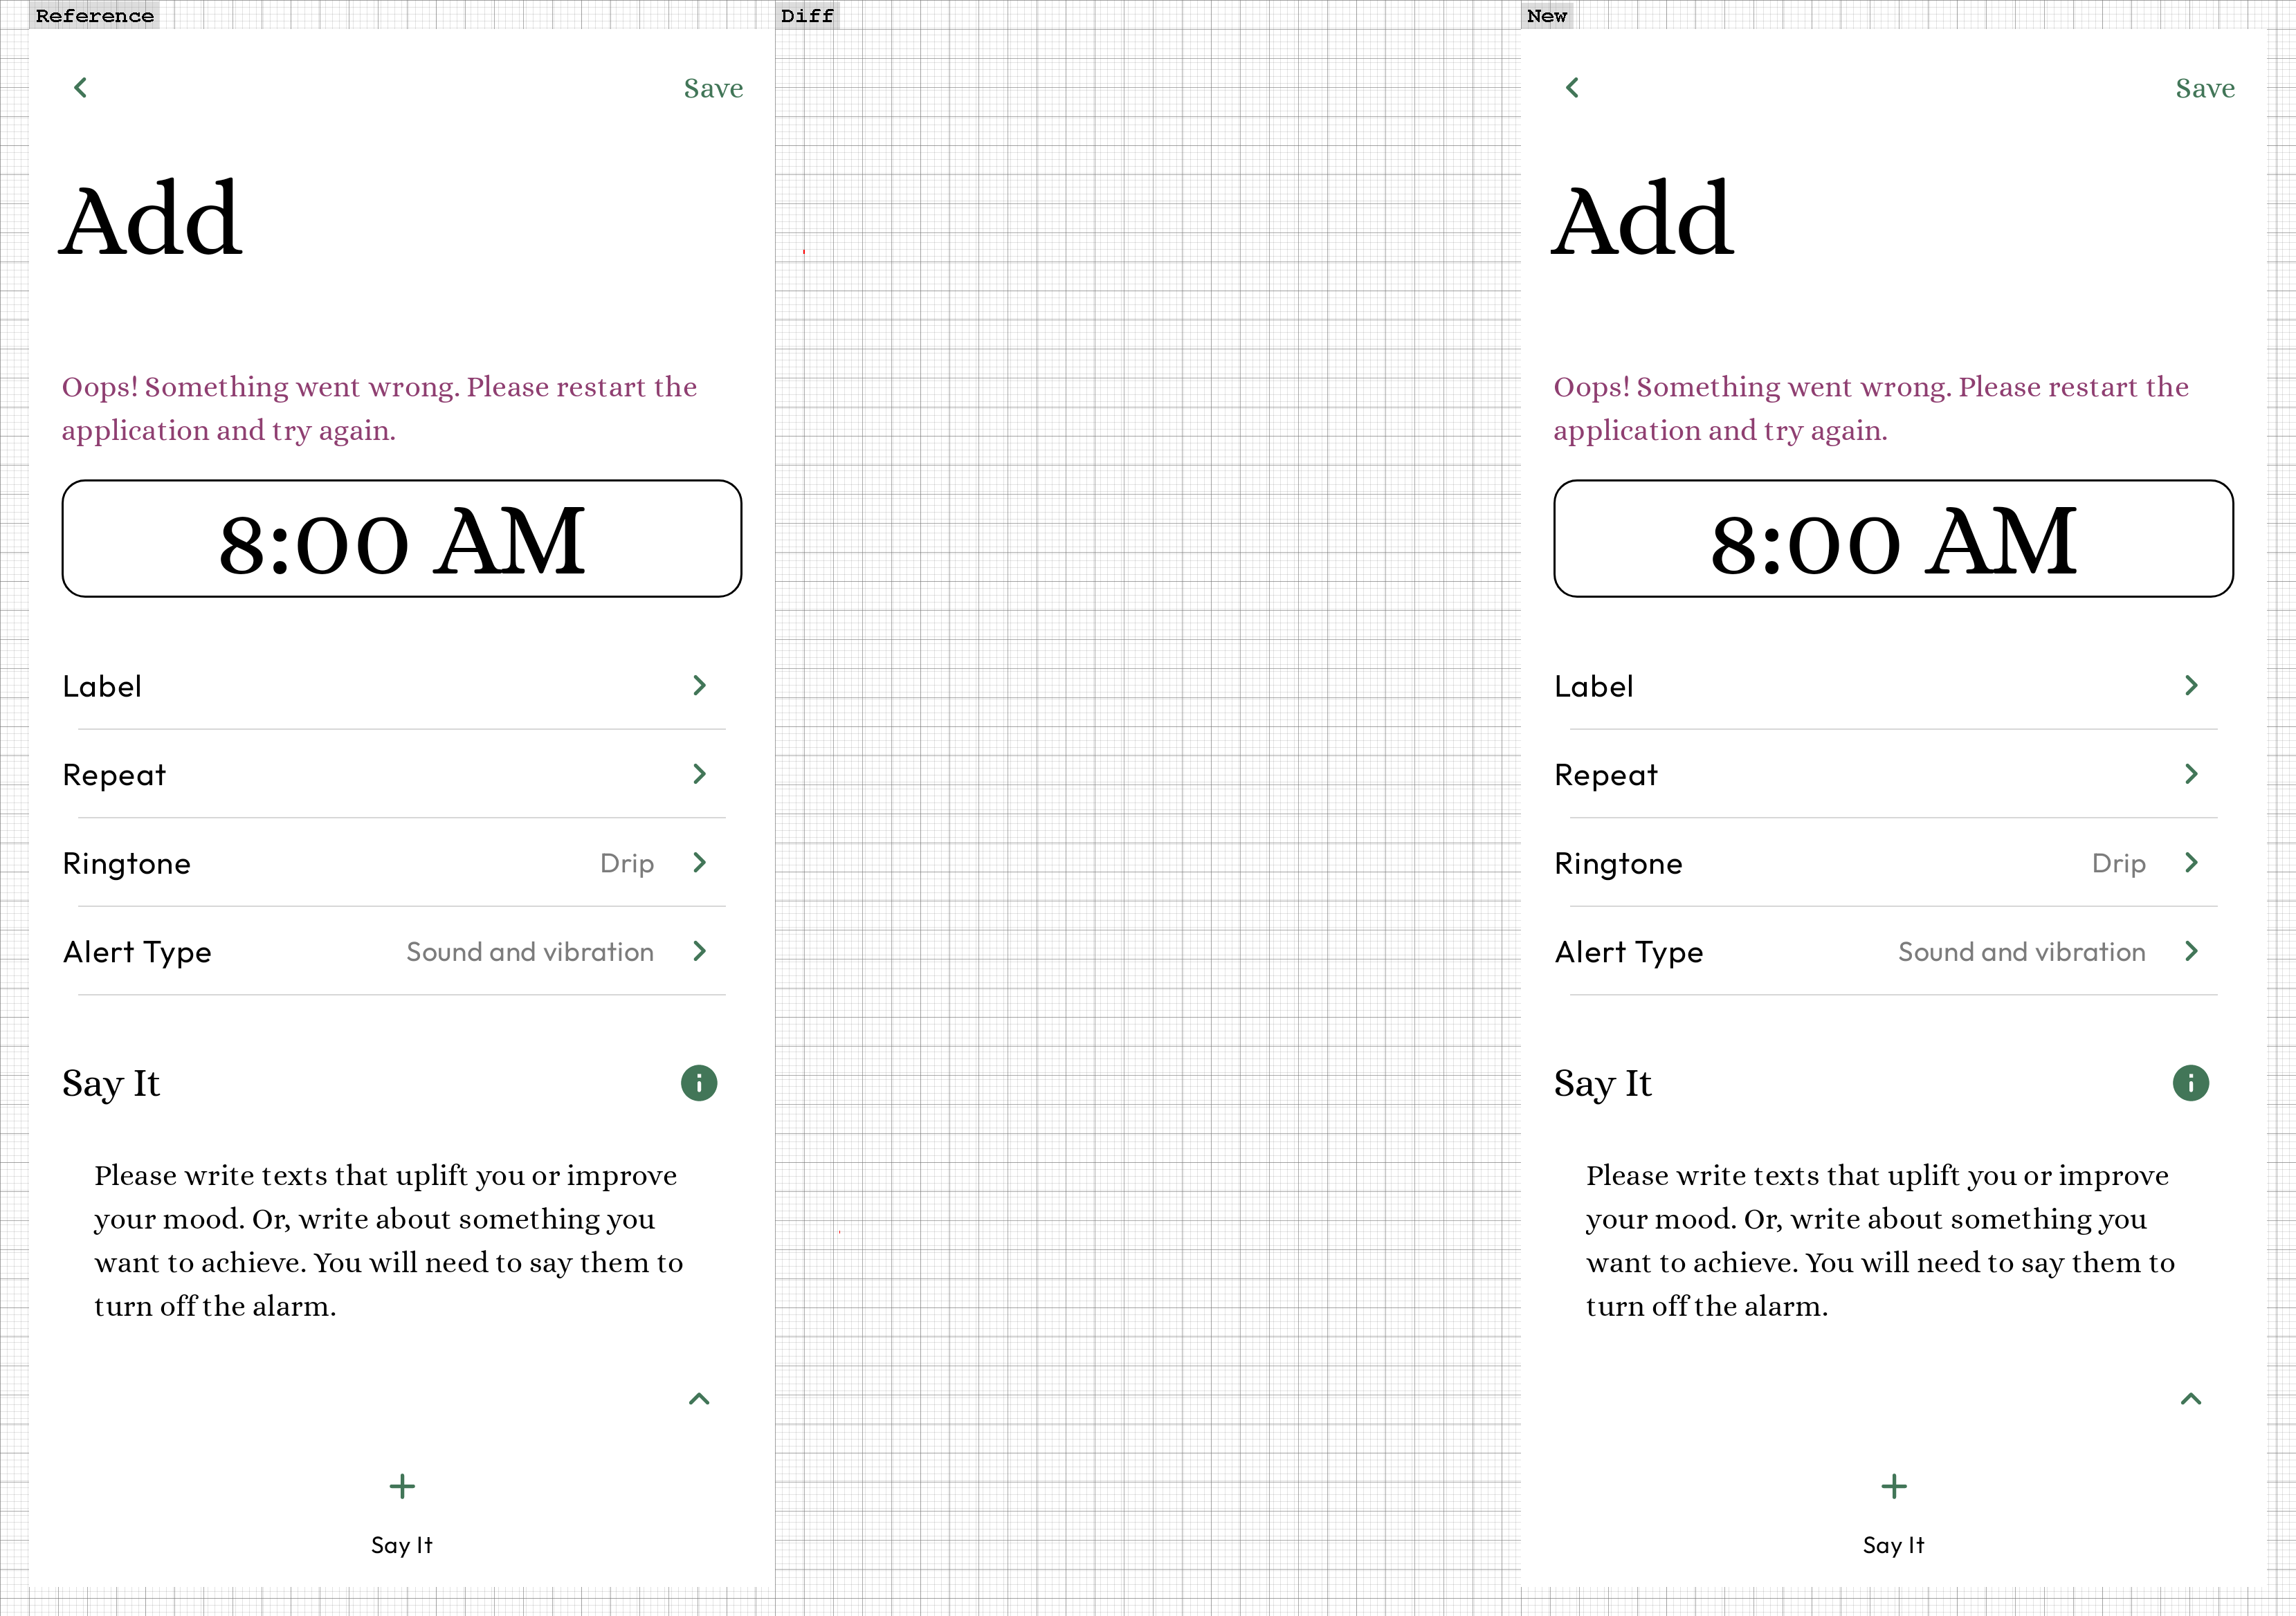 Reference
Diff
New
Save
Add
Oops! Something went wrong. Please restart the
application and try again.
8:00 AM
Label
Repeat
Ringtone Drip
Alert Type Sound and vibration
Say It
Please write texts that uplift you or improve
your mood. Or, write about something you
want to achieve. You will need to say them to
turn off the alarm.
Say It
Save
Add
Oops! Something went wrong. Please restart the
application and try again.
8:00 AM
Label
Repeat
Ringtone Drip
Alert Type Sound and vibration
Say It
Please write texts that uplift you or improve
your mood. Or, write about something you
want to achieve. You will need to say them to
turn off the alarm.
Say It